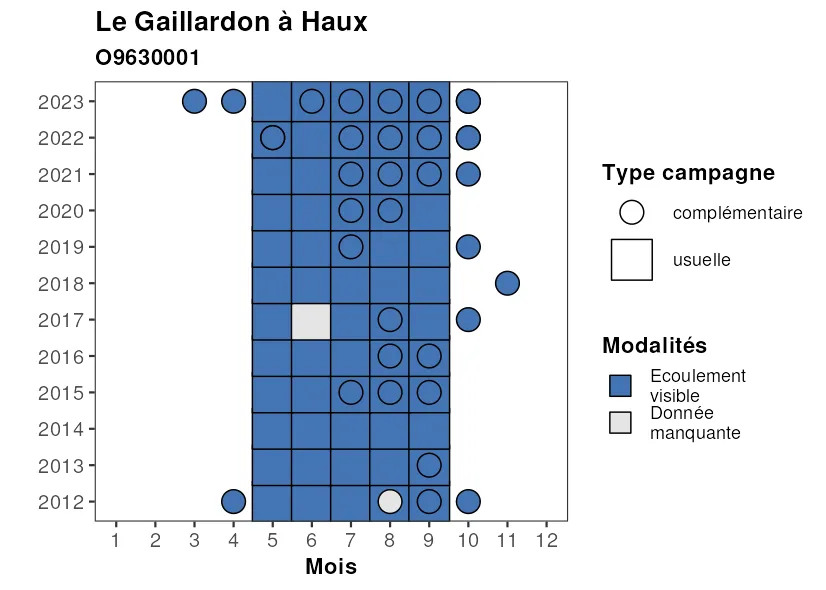 Le Gaillardon à Haux
O9630001
2023
2022
2021
2020
2019
2018
2017
2016
2015
2014
2013
2012
1 2 3 4 5 6 7 8 9 10 11 12
Mois
Type campagne
complémentaire
usuelle
Modalités
Ecoulement
visible
Donnée
manquante